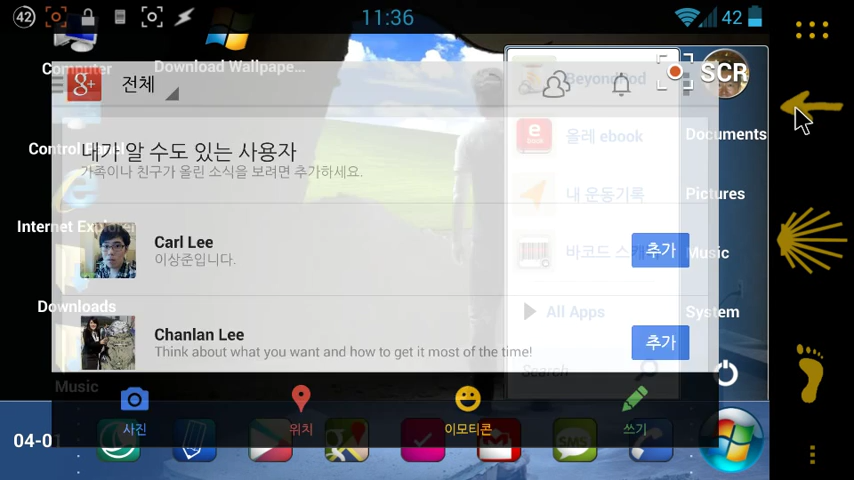 42
11:36
42
Computer
Download Wallpape...
BeyondPod
SCR
g+
전체
Control Panel
올레 ebook
Documents
내가 알 수도 있는 사용자
가족이나 친구가 올린 소식을 보려면 추가하세요.
내 운동기록
Pictures
Internet Explorer
Carl Lee
이상준입니다.
바코드
추가
Music
Downloads
All Apps
System
Chanlan Lee
Think about what you want and how to get it most of the time!
추가
Search
Music
사진
위치
이모티콘
쓰기
04-01
SMS